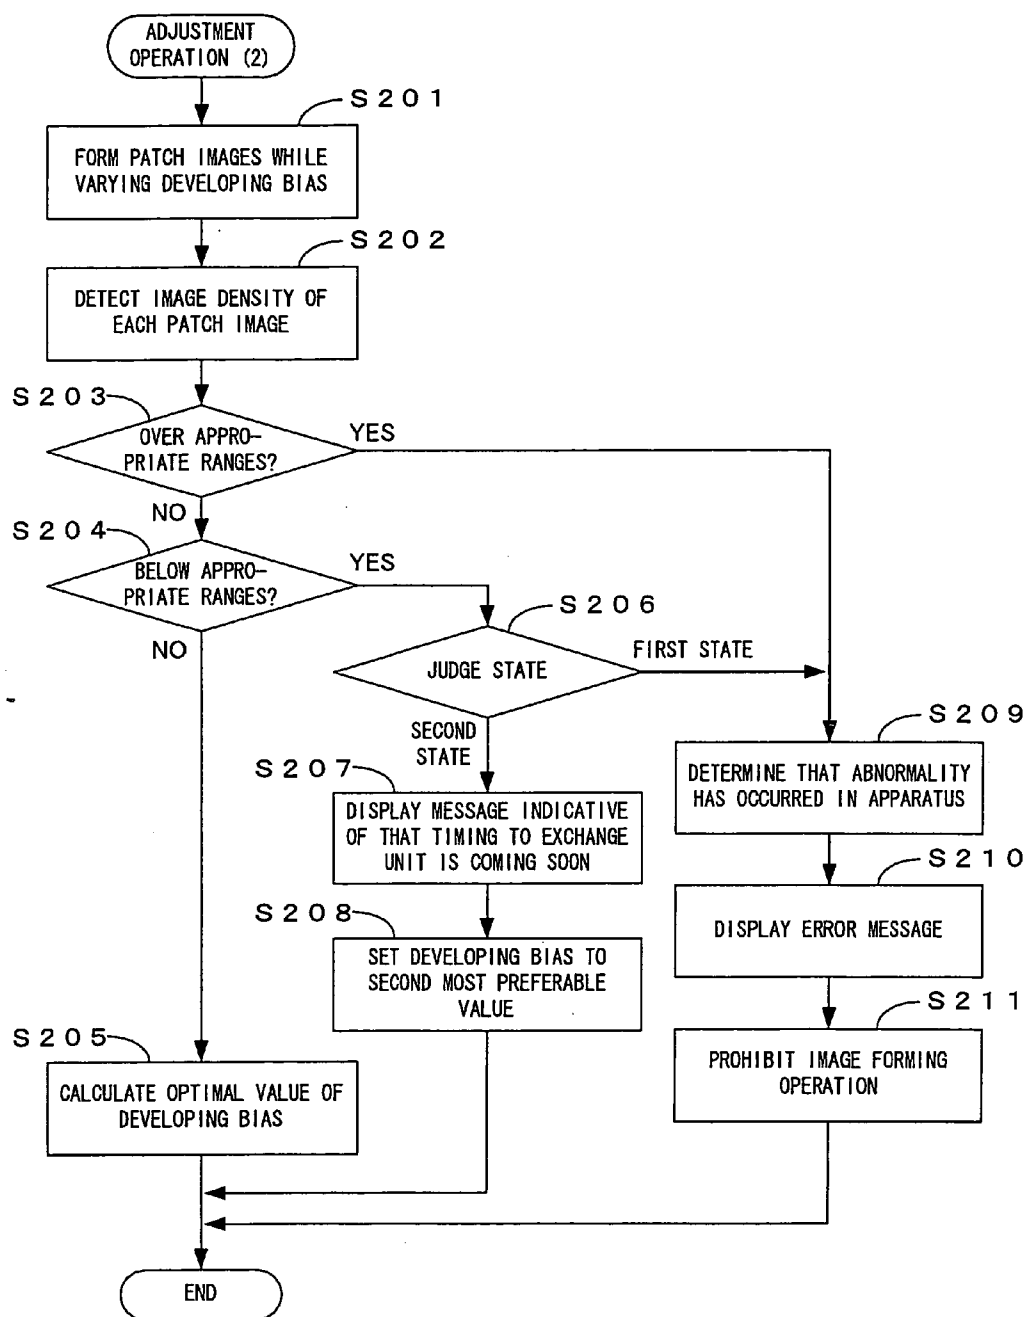 ADJUSTMENT
OPERATION (2)
S201
FORM PATCH IMAGES WHILE
VARYING DEVELOPING BIAS
S202
DETECT IMAGE DENSITY OF
EACH PATCH IMAGE
S203
OVER APPRO-
PRIATE RANGES?
YES
NO
S204
BELOW APPRO-
PRIATE RANGES?
YES
NO
S206
JUDGE STATE
FIRST STATE
SECOND
STATE
S207
DISPLAY MESSAGE INDICATIVE
OF THAT TIMING TO EXCHANGE
UNIT IS COMING SOON
S208
SET DEVELOPING BIAS TO
SECOND MOST PREFERABLE
VALUE
S209
DETERMINE THAT ABNORMALITY
HAS OCCURRED IN APPARATUS
S210
DISPLAY ERROR MESSAGE
S211
PROHIBIT IMAGE FORMING
OPERATION
S205
CALCULATE OPTIMAL VALUE OF
DEVELOPING BIAS
END